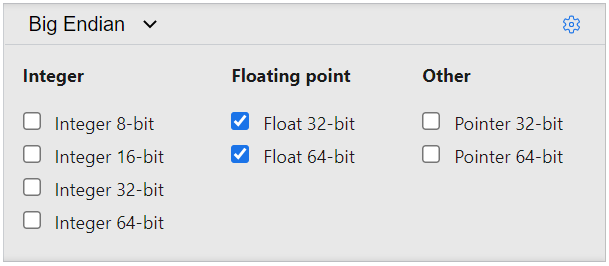 Big Endian
Integer
Floating point
Other
Integer 8-bit
Float 32-bit
Pointer 32-bit
Integer 16-bit
Float 64-bit
Pointer 64-bit
Integer 32-bit
Integer 64-bit